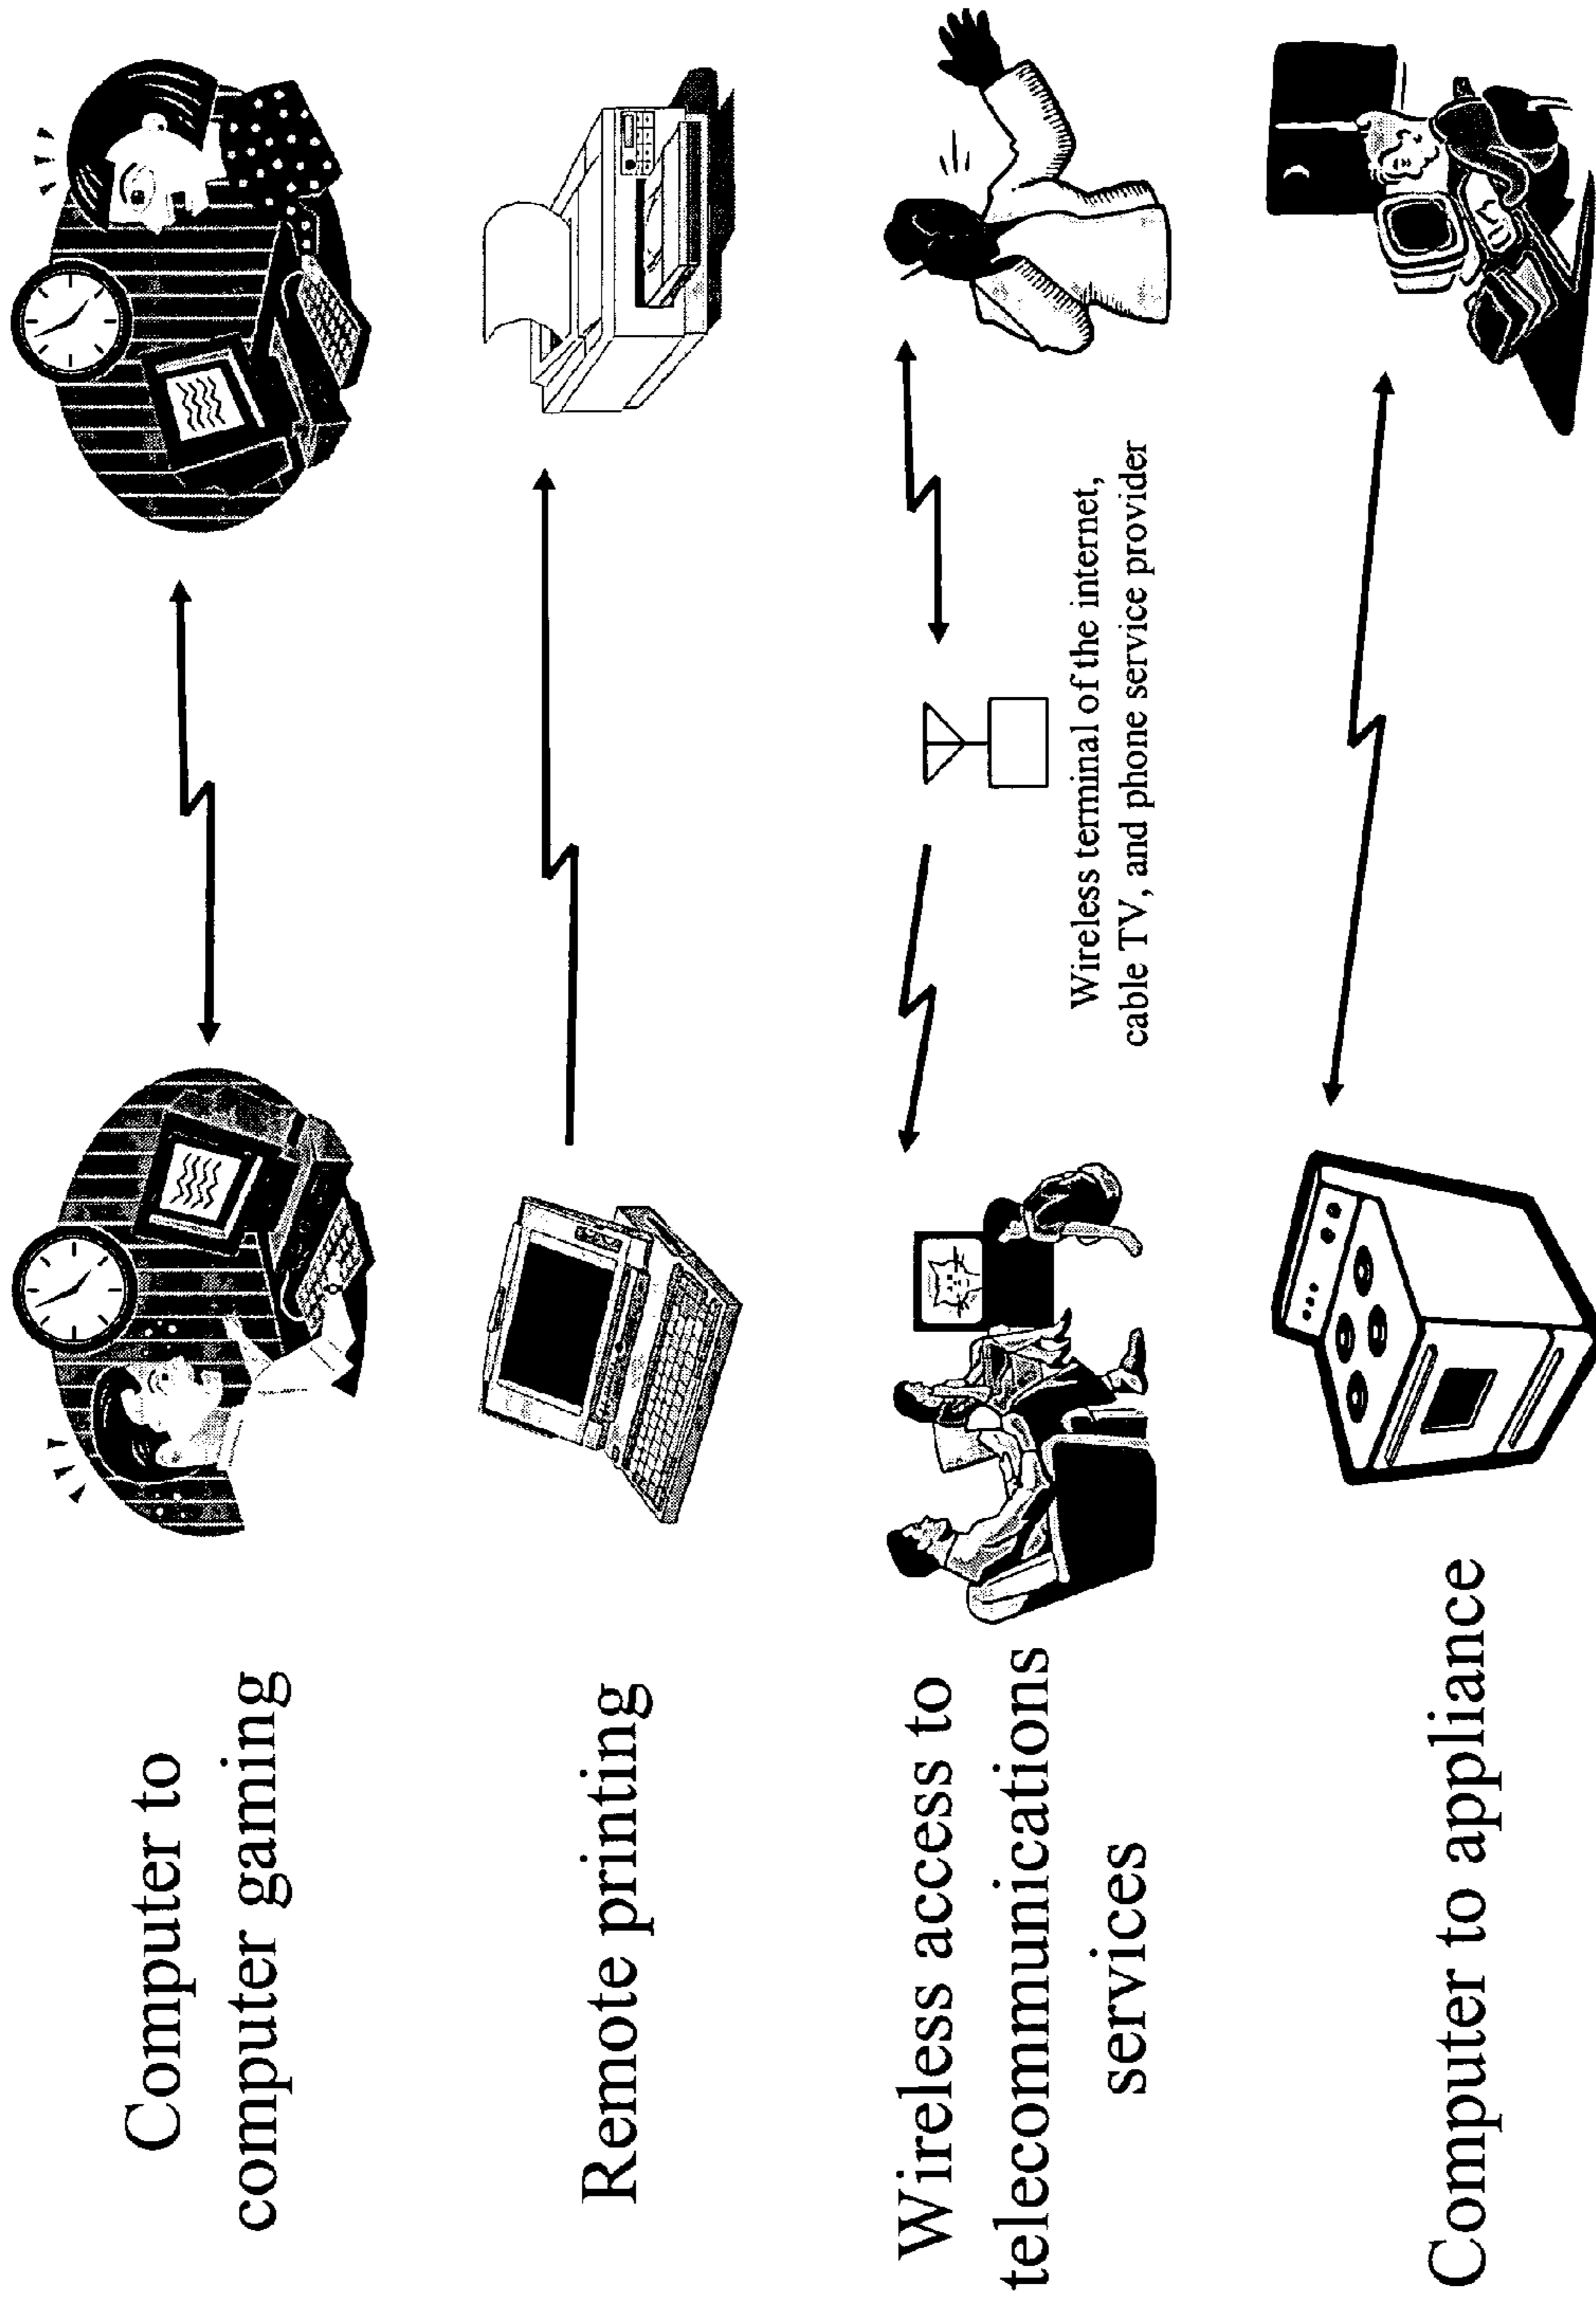 Computer to
computer gaming
Remote printing
Wireless access to
telecommunications
services
Wireless terminal of the internet,
cable TV, and phone service provider
Computer to appliance